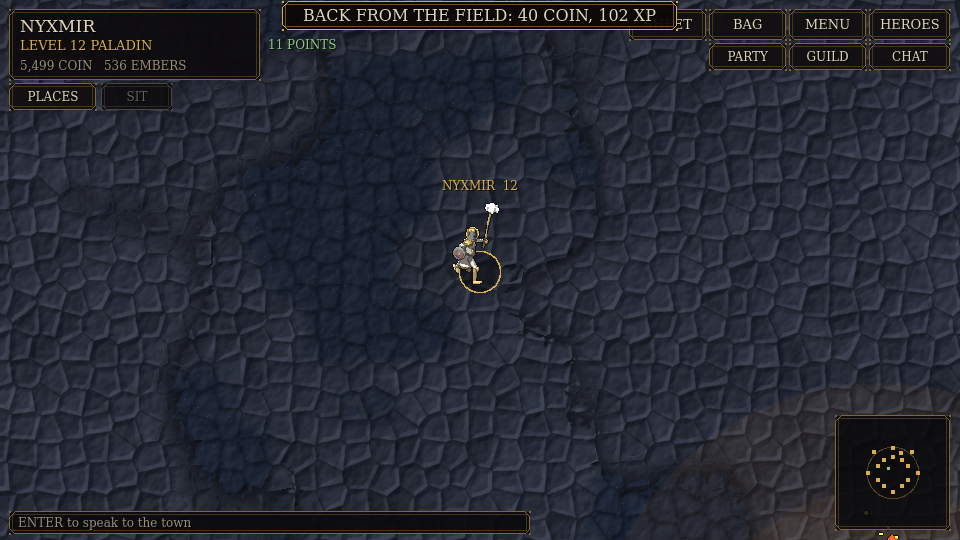 BACK FROM THE FIELD: 40 COIN, 102 XP
NYXMIR
LEVEL 12 PALADIN
5,499 COIN 536 EMBERS
11 POINTS
BAG
MENU
HEROES
PARTY
GUILD
CHAT
PLACES
SIT
NYXMIR 12
ENTER to speak to the town